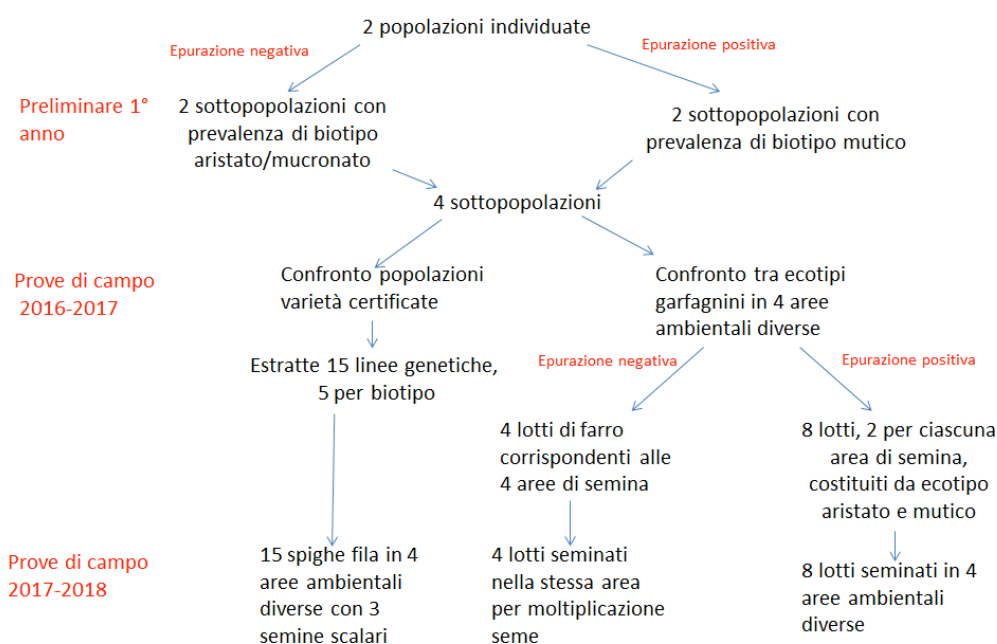 2 popolazioni individuate
Epurazione negativa
Epurazione positiva
Preliminare 1°
anno
2 sottopopolazioni con
prevalenza di biotipo
aristato/mucronato
2 sottopopolazioni con
prevalenza di biotipo mutico
4 sottopopolazioni
Prove di campo
2016-2017
Confronto popolazioni
varietà certificate
Confronto tra ecotipi
garfagnini in 4 aree
ambientali diverse
Estratte 15 linee genetiche,
5 per biotipo
Epurazione negativa
Epurazione positiva
4 lotti di farro
corrispondenti alle
4 aree di semina
8 lotti, 2 per ciascuna
area di semina,
costituiti da ecotipo
aristato e mutico
Prove di campo
2017-2018
15 spighe fila in 4
aree ambientali
diverse con 3
semine scalari
4 lotti seminati
nella stessa area
per moltiplicazione
seme
8 lotti seminati in 4
aree ambientali
diverse